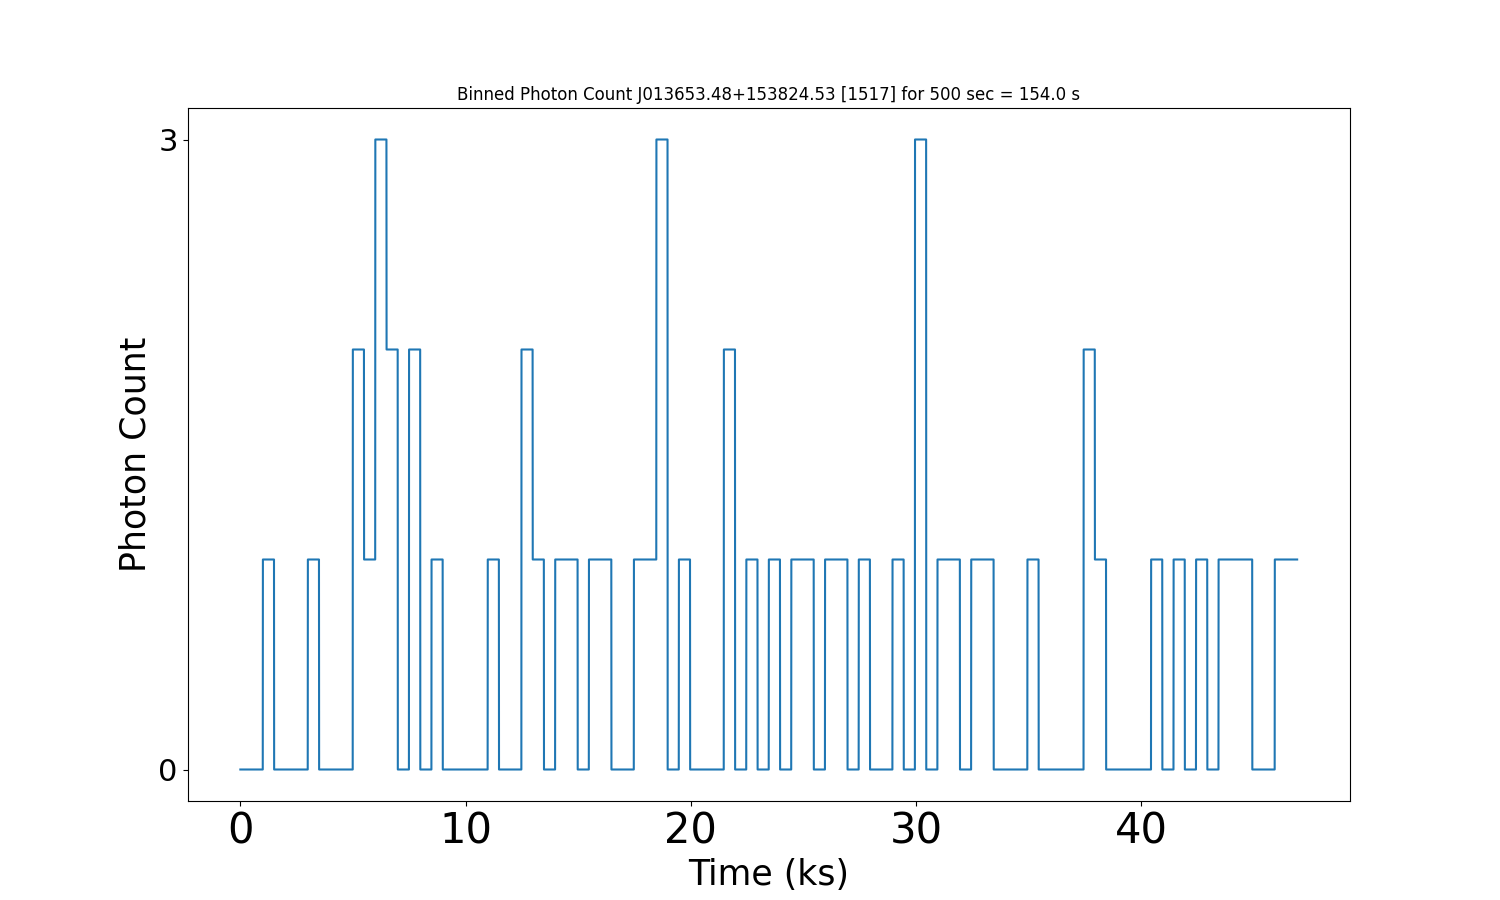 Binned Photon Count J013653.48+153824.53 [1517] for 500 sec = 154.0 s
3
Photon Count
0
0 10 20 30 40
Time (ks)